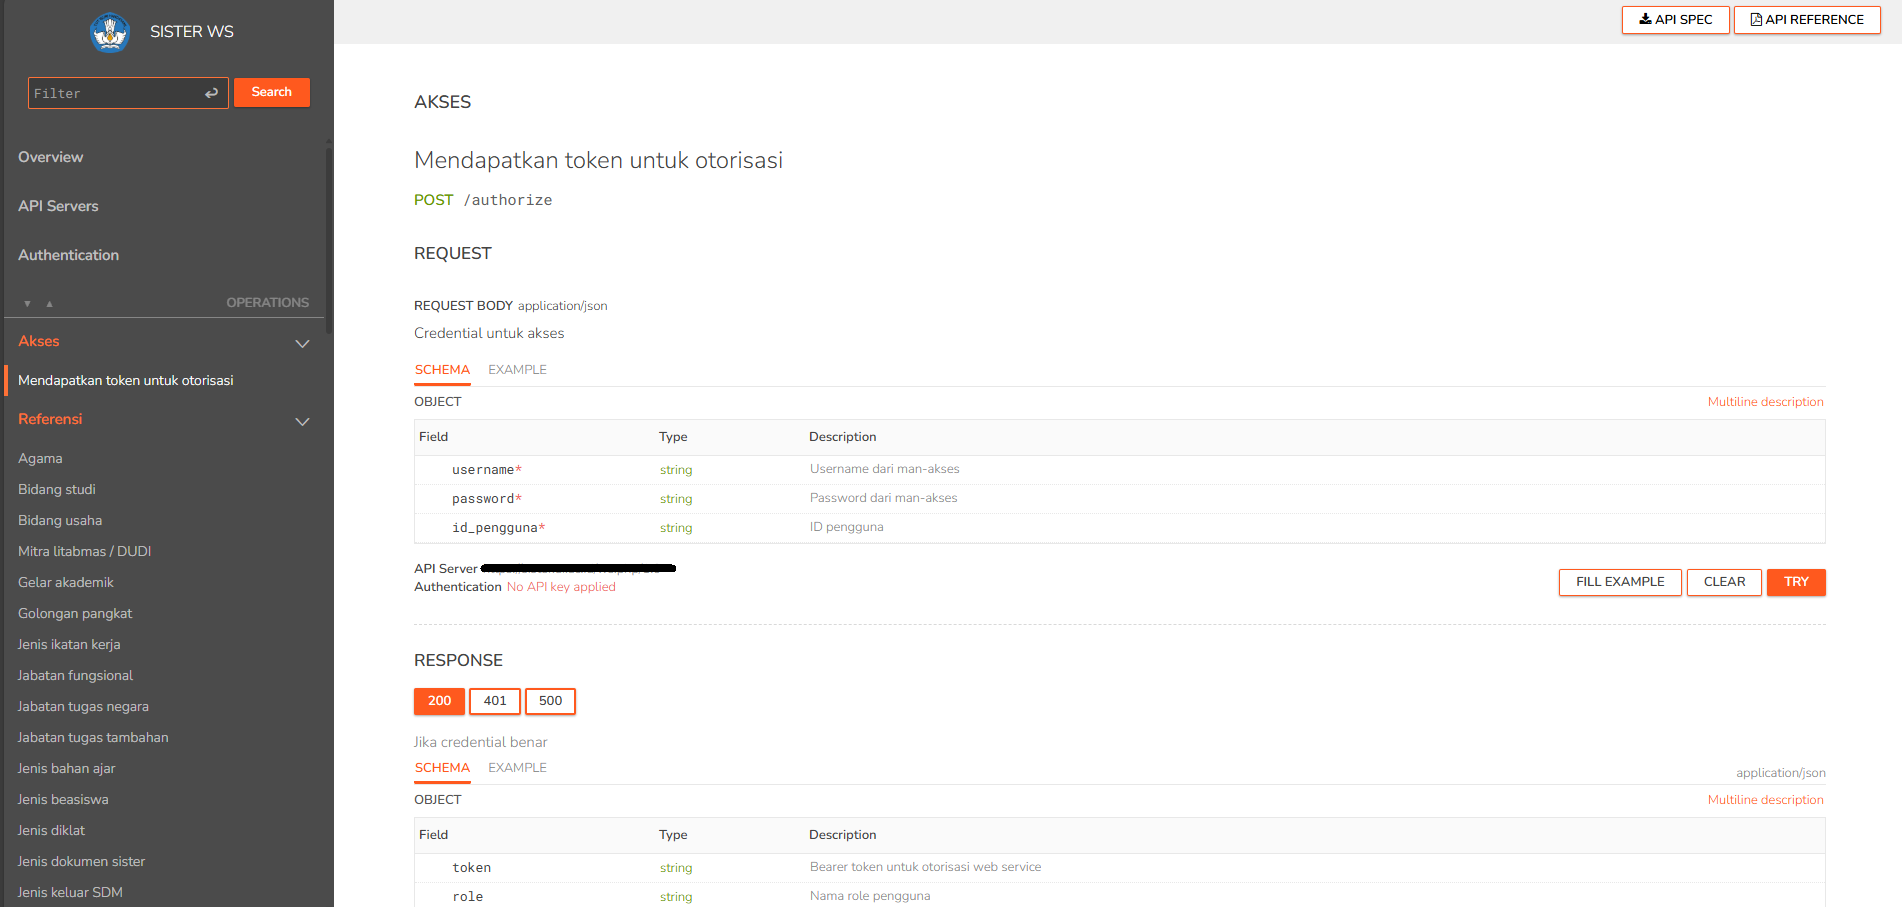 SISTER WS
Filter
Search
Overview
API Servers
Authentication
OPERATIONS
Akses
Mendapatkan token untuk otorisasi
Referensi
Agama
Bidang studi
Bidang usaha
Mitra litabmas / DUDI
Gelar akademik
Golongan pangkat
Jenis ikatan kerja
Jabatan fungsional
Jabatan tugas negara
Jabatan tugas tambahan
Jenis bahan ajar
Jenis beasiswa
Jenis diklat
Jenis dokumen sister
Jenis keluar SDM
API SPEC
API REFERENCE
AKSES
Mendapatkan token untuk otorisasi
POST /authorize
REQUEST
REQUEST BODY application/json
Credential untuk akses
SCHEMA EXAMPLE
OBJECT Multiline description
Field Type Description
username* string Username dari man-akses
password* string Password dari man-akses
id_pengguna* string ID pengguna
API Server
Authentication No API key applied
FILL EXAMPLE CLEAR TRY
RESPONSE
200 401 500
Jika credential benar
SCHEMA EXAMPLE
application/json
OBJECT Multiline description
Field Type Description
token string Bearer token untuk otorisasi web service
role string Nama role pengguna